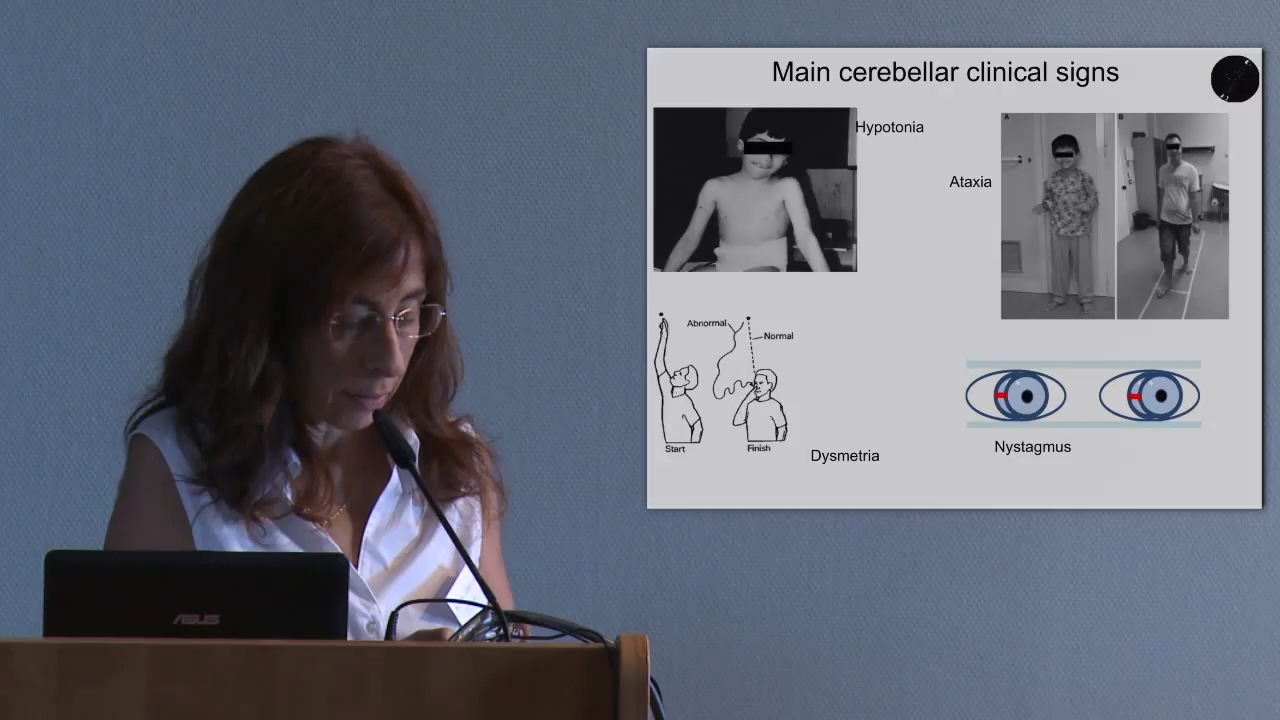 Main cerebellar clinical signs
Hypotonia
Ataxia
A
B
Abnormal
Normal
Start
Finish
Dysmetria
Nystagmus
ASUS